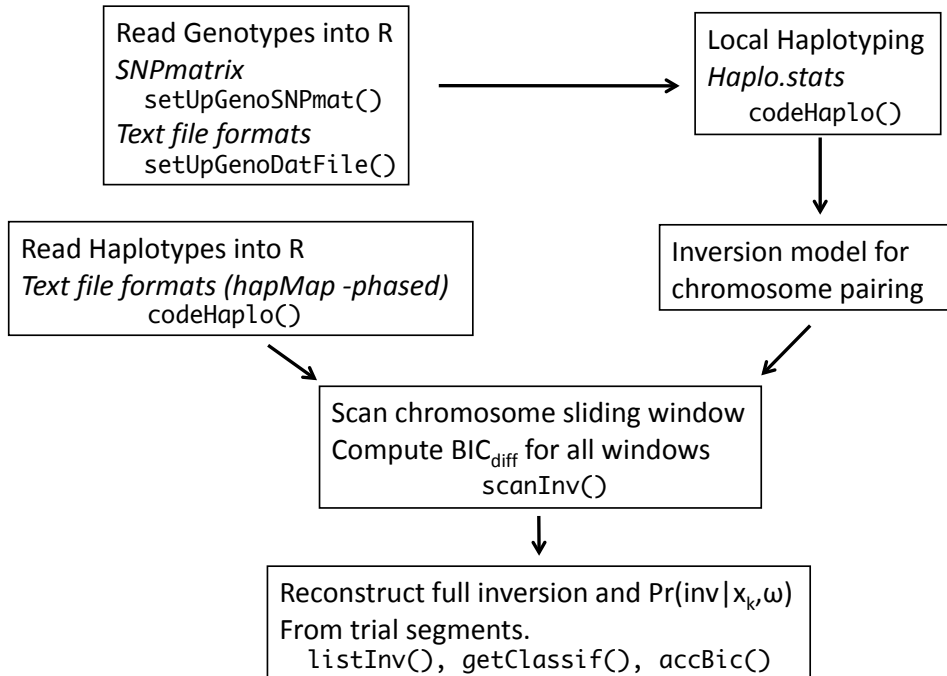 Read Genotypes into R
SNPmatrix
setUpGenoSNPmat()
Text file formats
setUpGenoDatFile()
Local Haplotyping
Haplo.stats
codeHaplo()
Read Haplotypes into R
Text file formats (hapMap -phased)
codeHaplo()
Inversion model for
chromosome pairing
Scan chromosome sliding window
Compute BICdiff for all windows
scanInv()
Reconstruct full inversion and Pr(inv|xk,ω)
From trial segments.
listInv(), getClassif(), accBic()